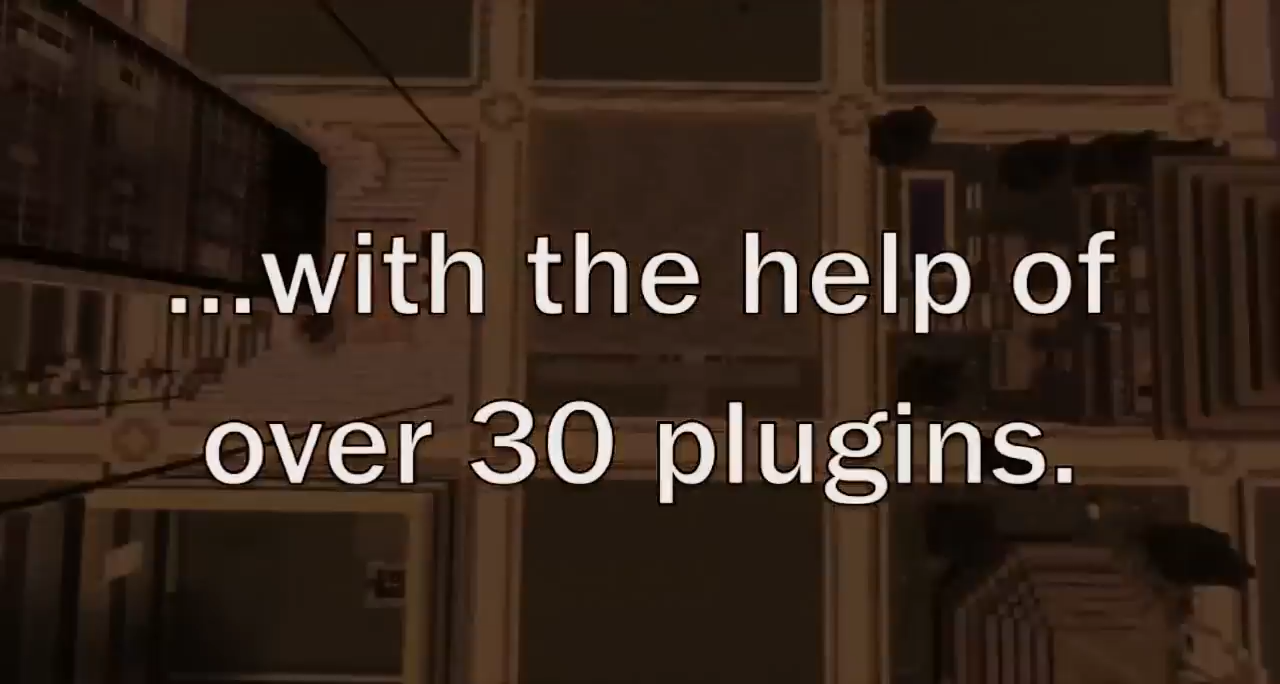 ...with the help of
over 30 plugins.